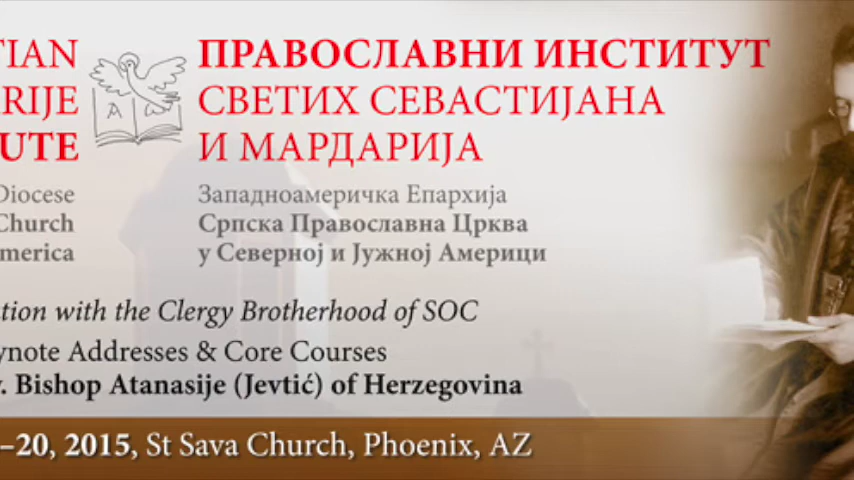 TIAN
RIJE
UTE
ПРАВОСЛАВНИ ИНСТИТУТ
СВЕТИХ СЕВАСТИЈАНА
И МАРДАРИЈА
Diocese
Church
merica
Западноамеричка Епархија
Српска Православна Црква
у Северној и Јужној Америци
tion with the Clergy Brotherhood of SOC
ynote Addresses & Core Courses
v. Bishop Atanasije (Jevtić) of Herzegovina
–20, 2015, St Sava Church, Phoenix, AZ